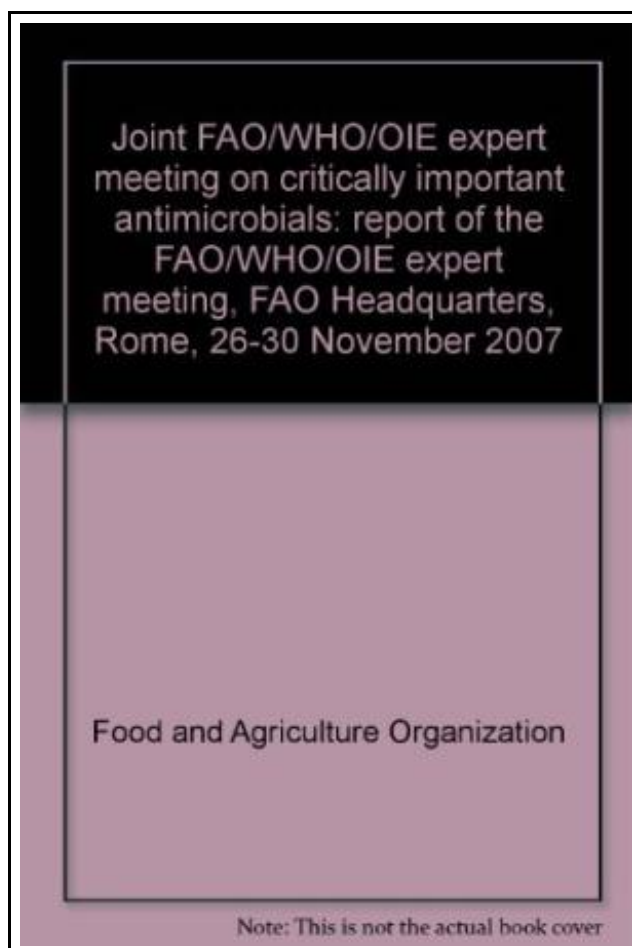 Joint FAO/WHO/OIE expert
meeting on critically important
antimicrobials: report of the
FAO/WHO/OIE expert
meeting, FAO Headquarters,
Rome, 26-30 November 2007
Food and Agriculture Organization
Note: This is not the actual book cover